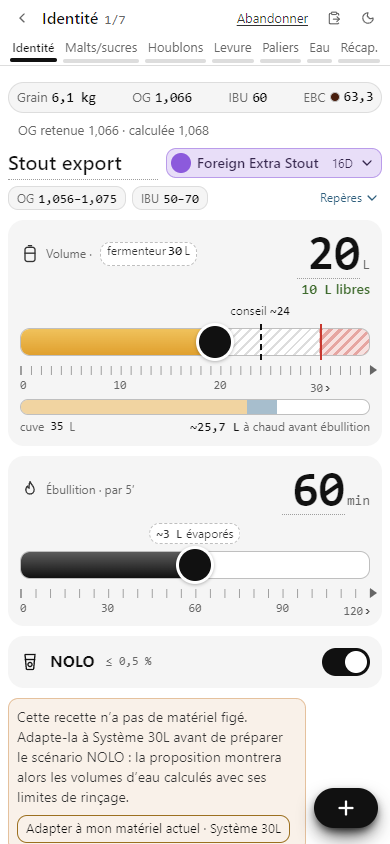 Identité 1/7
Abandonner
Identité Malts/sucres Houblons Levure Paliers Eau Récap.
Grain 6,1 kg OG 1,066 IBU 60 EBC 63,3
OG retenue 1,066 · calculée 1,068
Stout export
Foreign Extra Stout 16D
OG 1,056–1,075 IBU 50–70
Repères
Volume · fermenteur 30 L
20 L
10 L libres
conseil ~24
0 10 20 30 ›
cuve 35 L ~25,7 L à chaud avant ébullition
Ébullition · par 5'
60 min
~3 L évaporés
0 30 60 90 120 ›
NOLO ≤ 0,5 %
Cette recette n'a pas de matériel figé.
Adapte-la à Système 30L avant de préparer
le scénario NOLO : la proposition montrera
alors les volumes d'eau calculés avec ses
limites de rinçage.
Adapter à mon matériel actuel · Système 30L
+